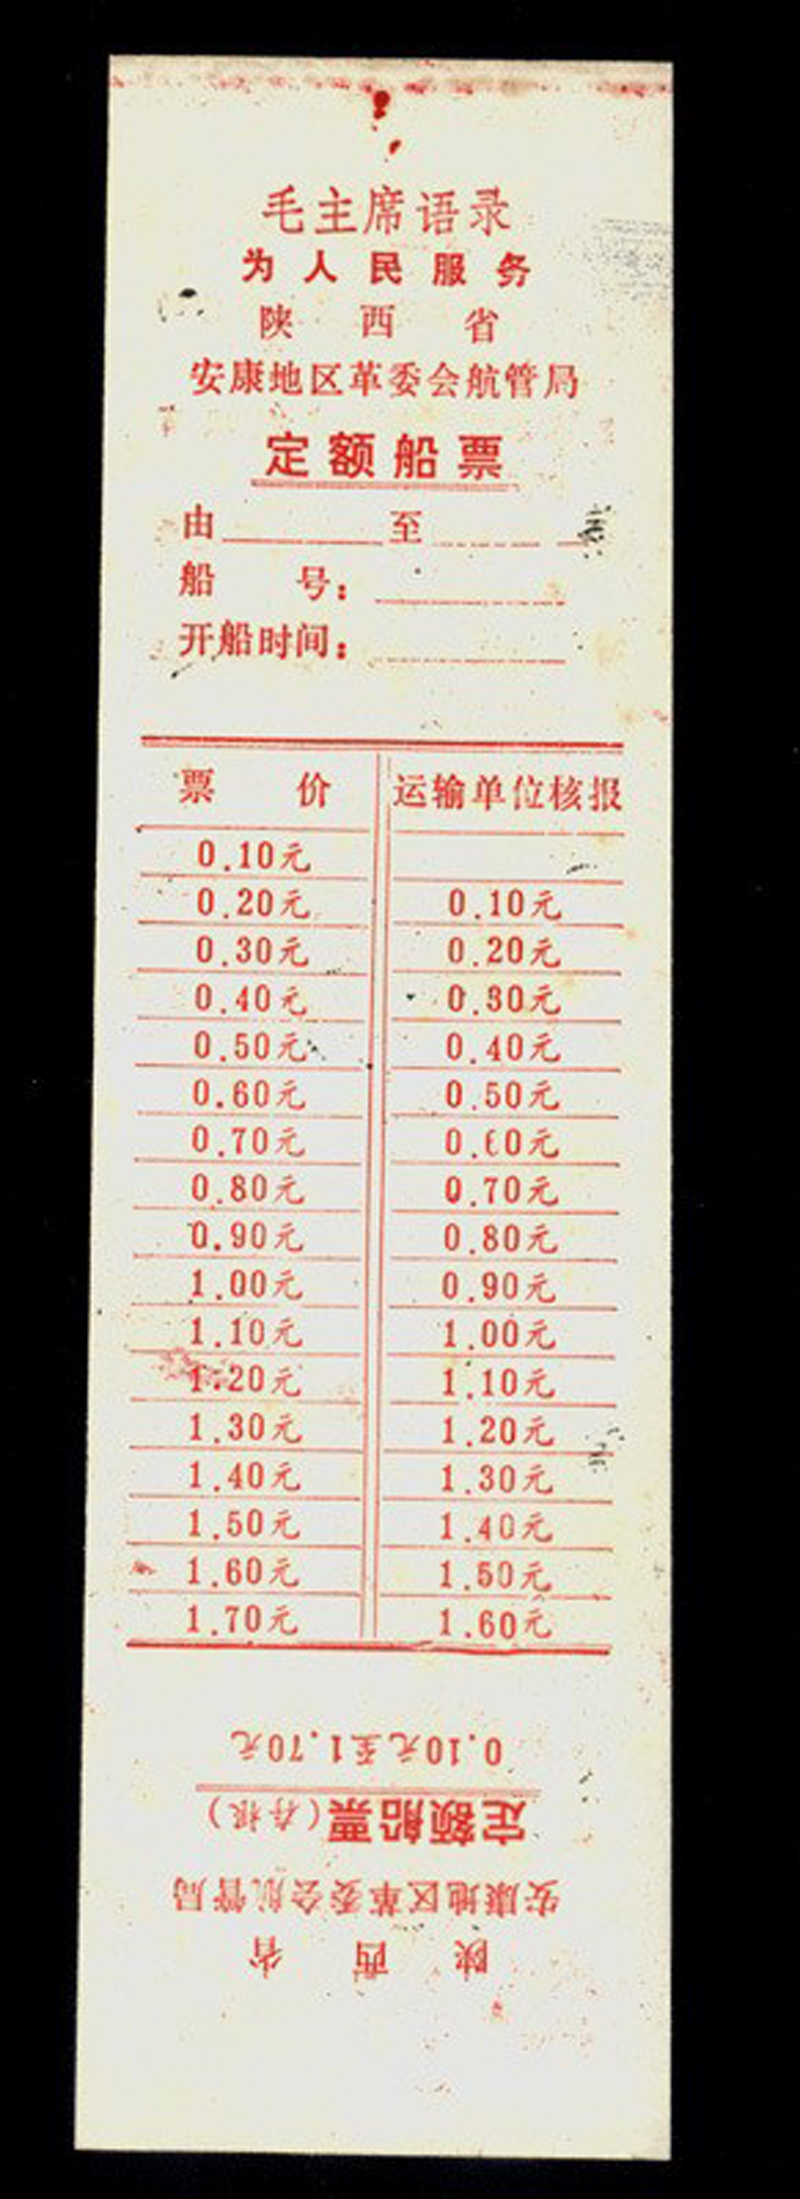 毛主席语录
为人民服务
陕西省
安康地区革委会航管局
定额船票
由 至
船号：
开船时间：
票价 运输单位核报
0.10元
0.20元 0.10元
0.30元 0.20元
0.40元 0.30元
0.50元 0.40元
0.60元 0.50元
0.70元 0.60元
0.80元 0.70元
0.90元 0.80元
1.00元 0.90元
1.10元 1.00元
1.20元 1.10元
1.30元 1.20元
1.40元 1.30元
1.50元 1.40元
1.60元 1.50元
1.70元 1.60元
陕西省
安康地区革委会航管局
定额船票（存根）
0.10元至1.70元